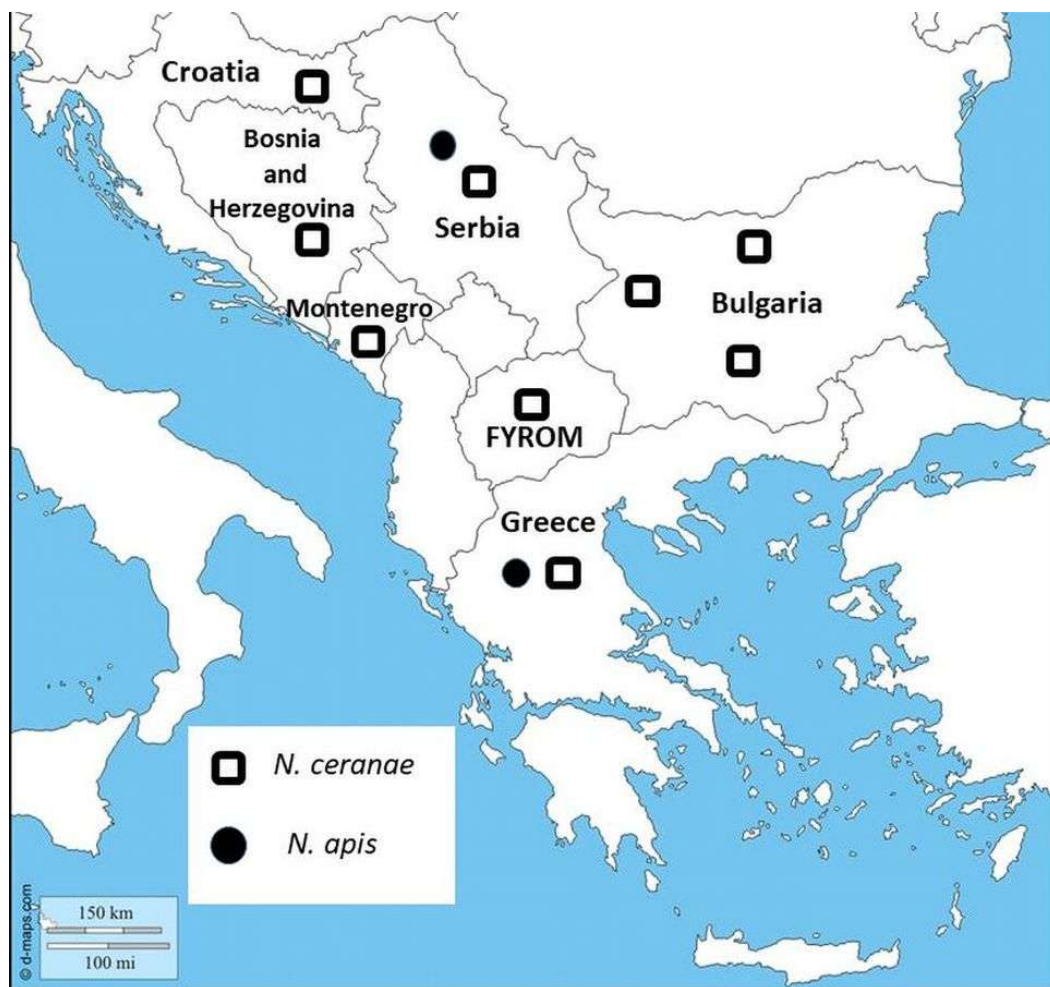 Croatia
Bosnia
and
Herzegovina
Serbia
Montenegro
Bulgaria
FYROM
Greece
N. ceranae
N. apis
150 km
100 mi
© d-maps.com